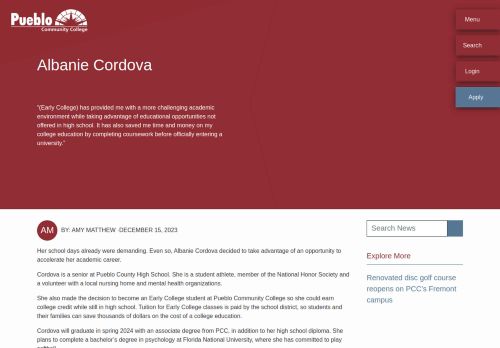 Pueblo
Community College
Menu
Search
Login
Apply
Albanie Cordova
"(Early College) has provided me with a more challenging academic
environment while taking advantage of educational opportunities not
offered in high school. It has also saved me time and money on my
college education by completing coursework before officially entering a
university."
AM BY: AMY MATTHEW -DECEMBER 15, 2023
Search News
Her school days already were demanding. Even so, Albanie Cordova decided to take advantage of an opportunity to
accelerate her academic career.
Cordova is a senior at Pueblo County High School. She is a student athlete, member of the National Honor Society and
a volunteer with a local nursing home and mental health organizations.
She also made the decision to become an Early College student at Pueblo Community College so she could earn
college credit while still in high school. Tuition for Early College classes is paid by the school district, so students and
their families can save thousands of dollars on the cost of a college education.
Cordova will graduate in spring 2024 with an associate degree from PCC, in addition to her high school diploma. She
plans to complete a bachelor's degree in psychology at Florida National University, where she has committed to play
Explore More
Renovated disc golf course
reopens on PCC's Fremont
campus